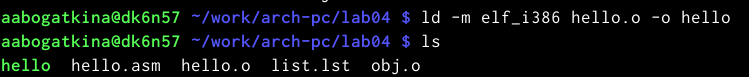 aabogatkina@dk6n57 ~/work/arch-pc/lab04 $ ld -m elf_i386 hello.o -o hello
aabogatkina@dk6n57 ~/work/arch-pc/lab04 $ ls
hello  hello.asm  hello.o  list.lst  obj.o